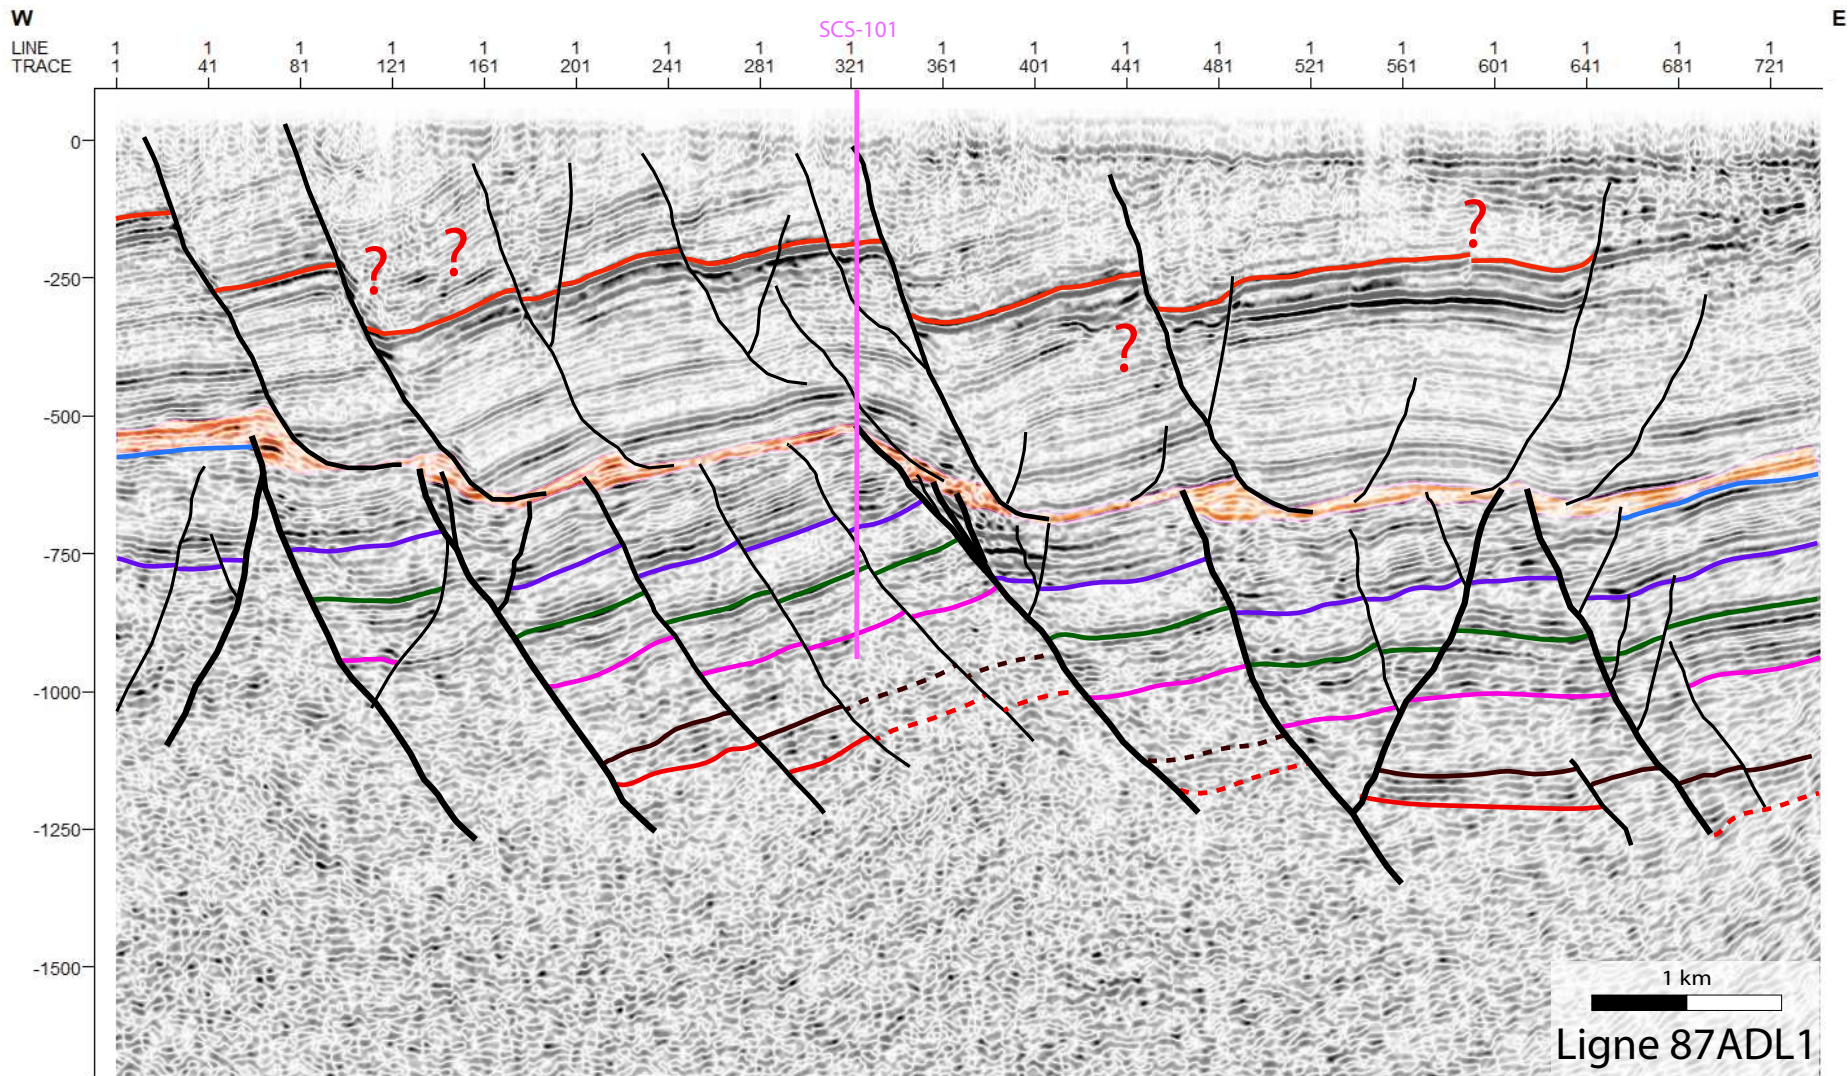 W E
SCS-101
LINE 1 1 1 1 1 1 1 1 1 1 1 1 1 1 1 1 1 1 1
TRACE 1 41 81 121 161 201 241 281 321 361 401 441 481 521 561 601 641 681 721
0
? ? ?
-250
?
-500
-750
-1000
-1250
-1500
1 km
Ligne 87ADL1